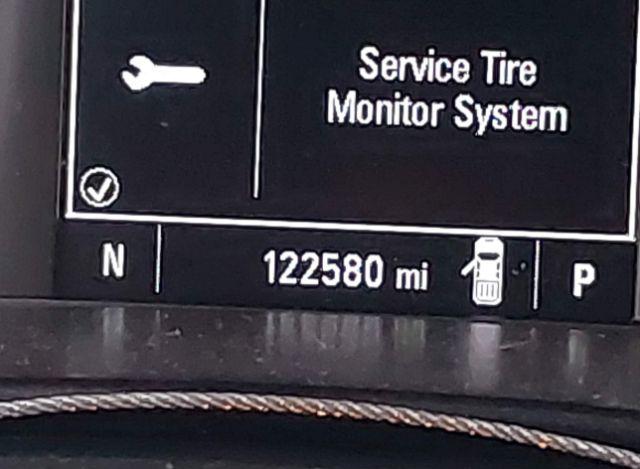 Service Tire
Monitor System
N 122580 mi P